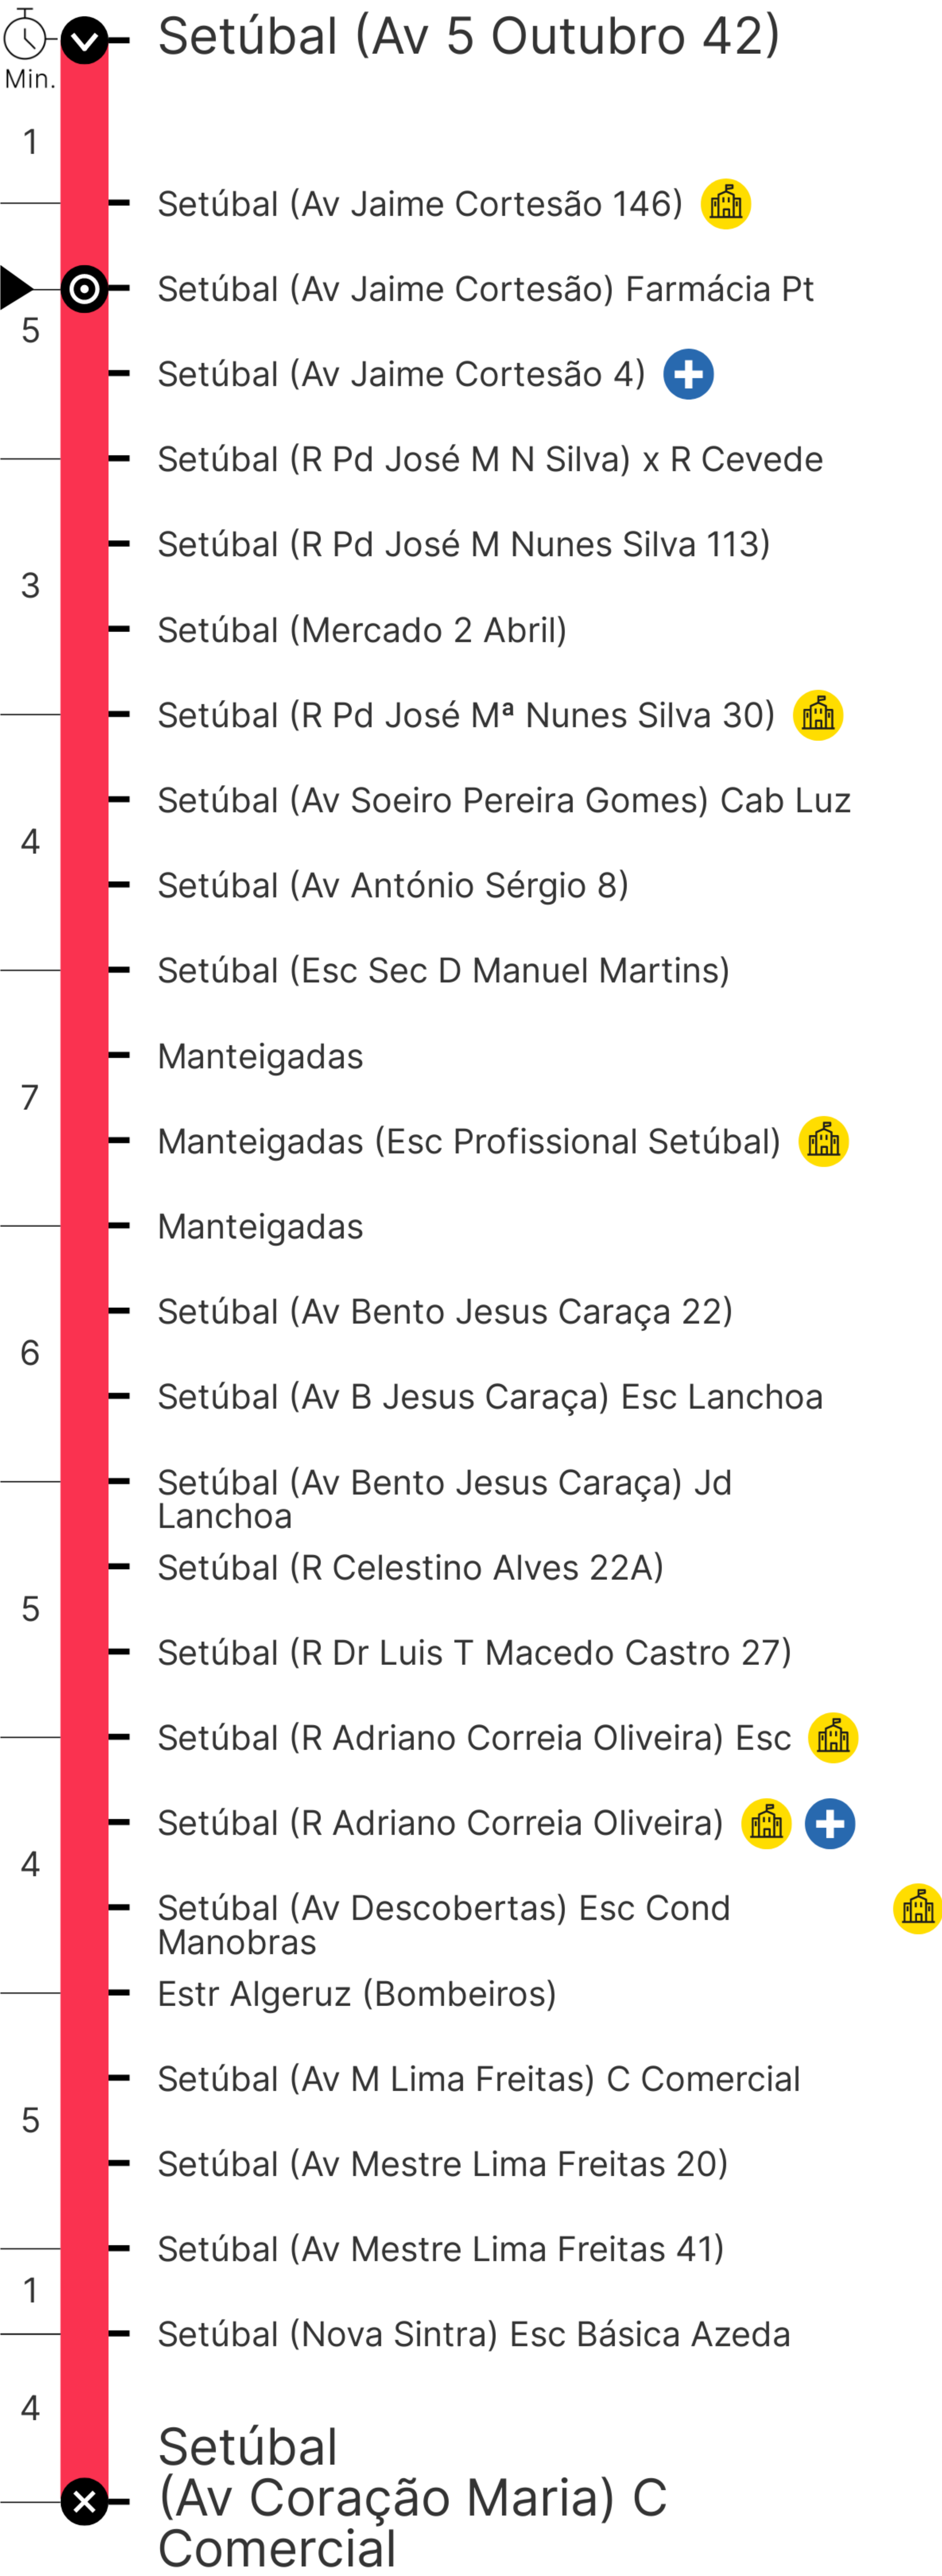 Setúbal (Av 5 Outubro 42)
Min.
1
Setúbal (Av Jaime Cortesão 146)
Setúbal (Av Jaime Cortesão) Farmácia Pt
5
Setúbal (Av Jaime Cortesão 4)
Setúbal (R Pd José M N Silva) x R Cevede
Setúbal (R Pd José M Nunes Silva 113)
3
Setúbal (Mercado 2 Abril)
Setúbal (R Pd José Mª Nunes Silva 30)
Setúbal (Av Soeiro Pereira Gomes) Cab Luz
4
Setúbal (Av António Sérgio 8)
Setúbal (Esc Sec D Manuel Martins)
Manteigadas
7
Manteigadas (Esc Profissional Setúbal)
Manteigadas
Setúbal (Av Bento Jesus Caraça 22)
6
Setúbal (Av B Jesus Caraça) Esc Lanchoa
Setúbal (Av Bento Jesus Caraça) Jd
Lanchoa
Setúbal (R Celestino Alves 22A)
5
Setúbal (R Dr Luis T Macedo Castro 27)
Setúbal (R Adriano Correia Oliveira) Esc
Setúbal (R Adriano Correia Oliveira)
4
Setúbal (Av Descobertas) Esc Cond
Manobras
Estr Algeruz (Bombeiros)
Setúbal (Av M Lima Freitas) C Comercial
5
Setúbal (Av Mestre Lima Freitas 20)
Setúbal (Av Mestre Lima Freitas 41)
1
Setúbal (Nova Sintra) Esc Básica Azeda
4
Setúbal
(Av Coração Maria) C
Comercial